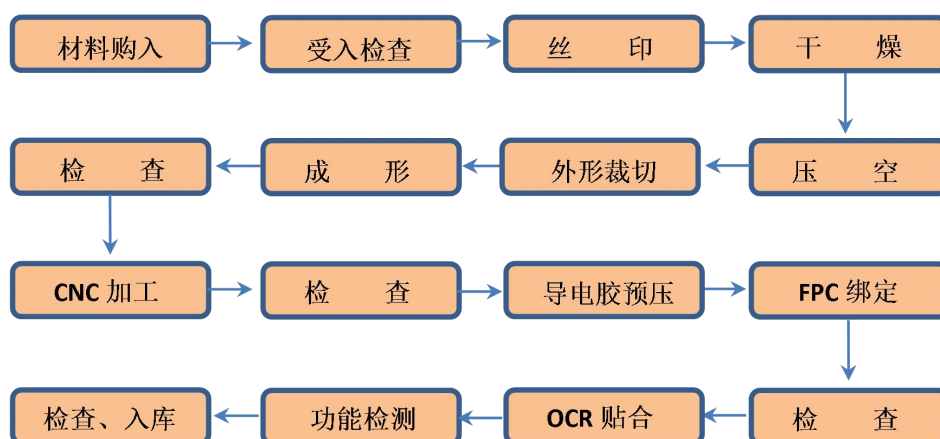 材料购入 受入检查 丝 印 干 燥
检 查 成 形 外形裁切 压 空
CNC 加工 检 查 导电胶预压 FPC 绑定
检查、入库 功能检测 OCR 贴合 检 查